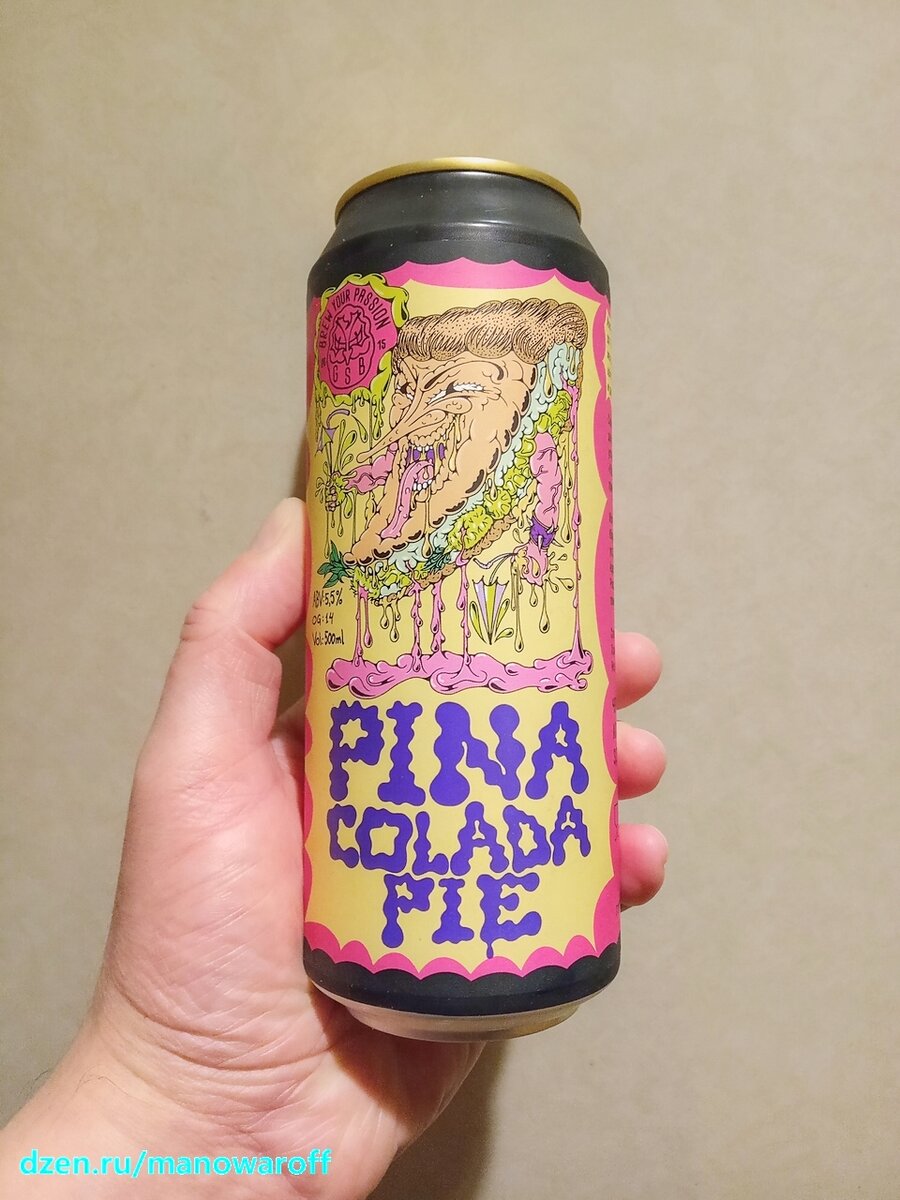 BREW YOUR PASSION
15
GSB
ABV:5,5%
OG:14
Vol:500ml
PINA
COLADA
PIE
dzen.ru/manowaroff